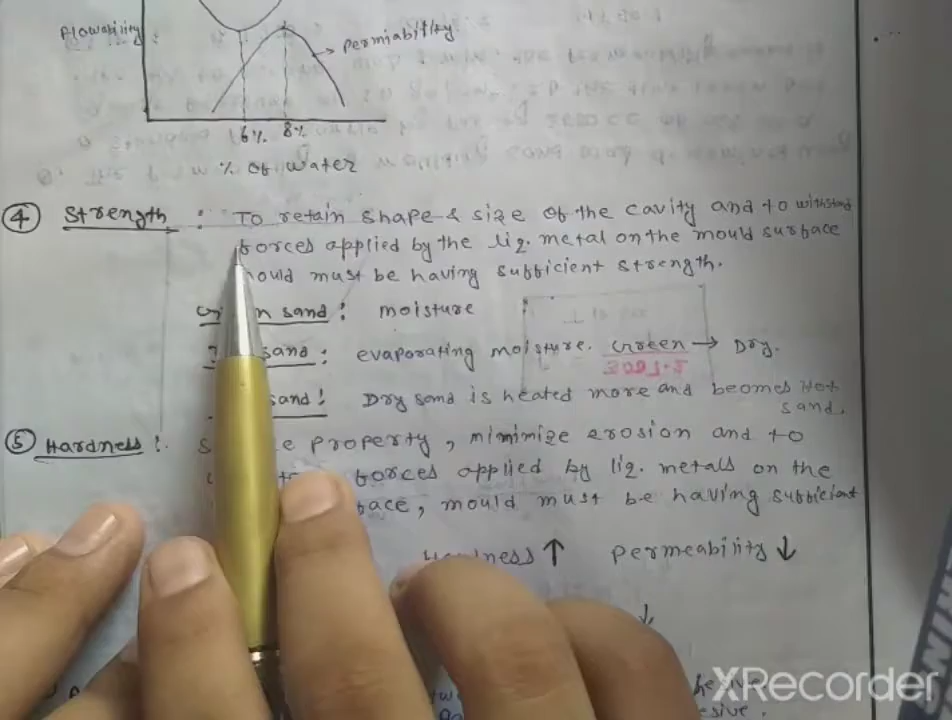 Flowability
Permiability
6% 8%
% of water
④ Strength : To retain shape & size of the cavity and to withstand
forces applied by the liq. metal on the mould surface
mould must be having sufficient strength.
sand : moisture
sand : evaporating moisture. Green → Dry.
sand : Dry sand is heated more and becomes Hot
sand.
⑤ Hardness : property, mimimize erosion and to
forces applied by liq. metals on the
face, mould must be having sufficient
Hardness ↑ permeability ↓
↓
XRecorder